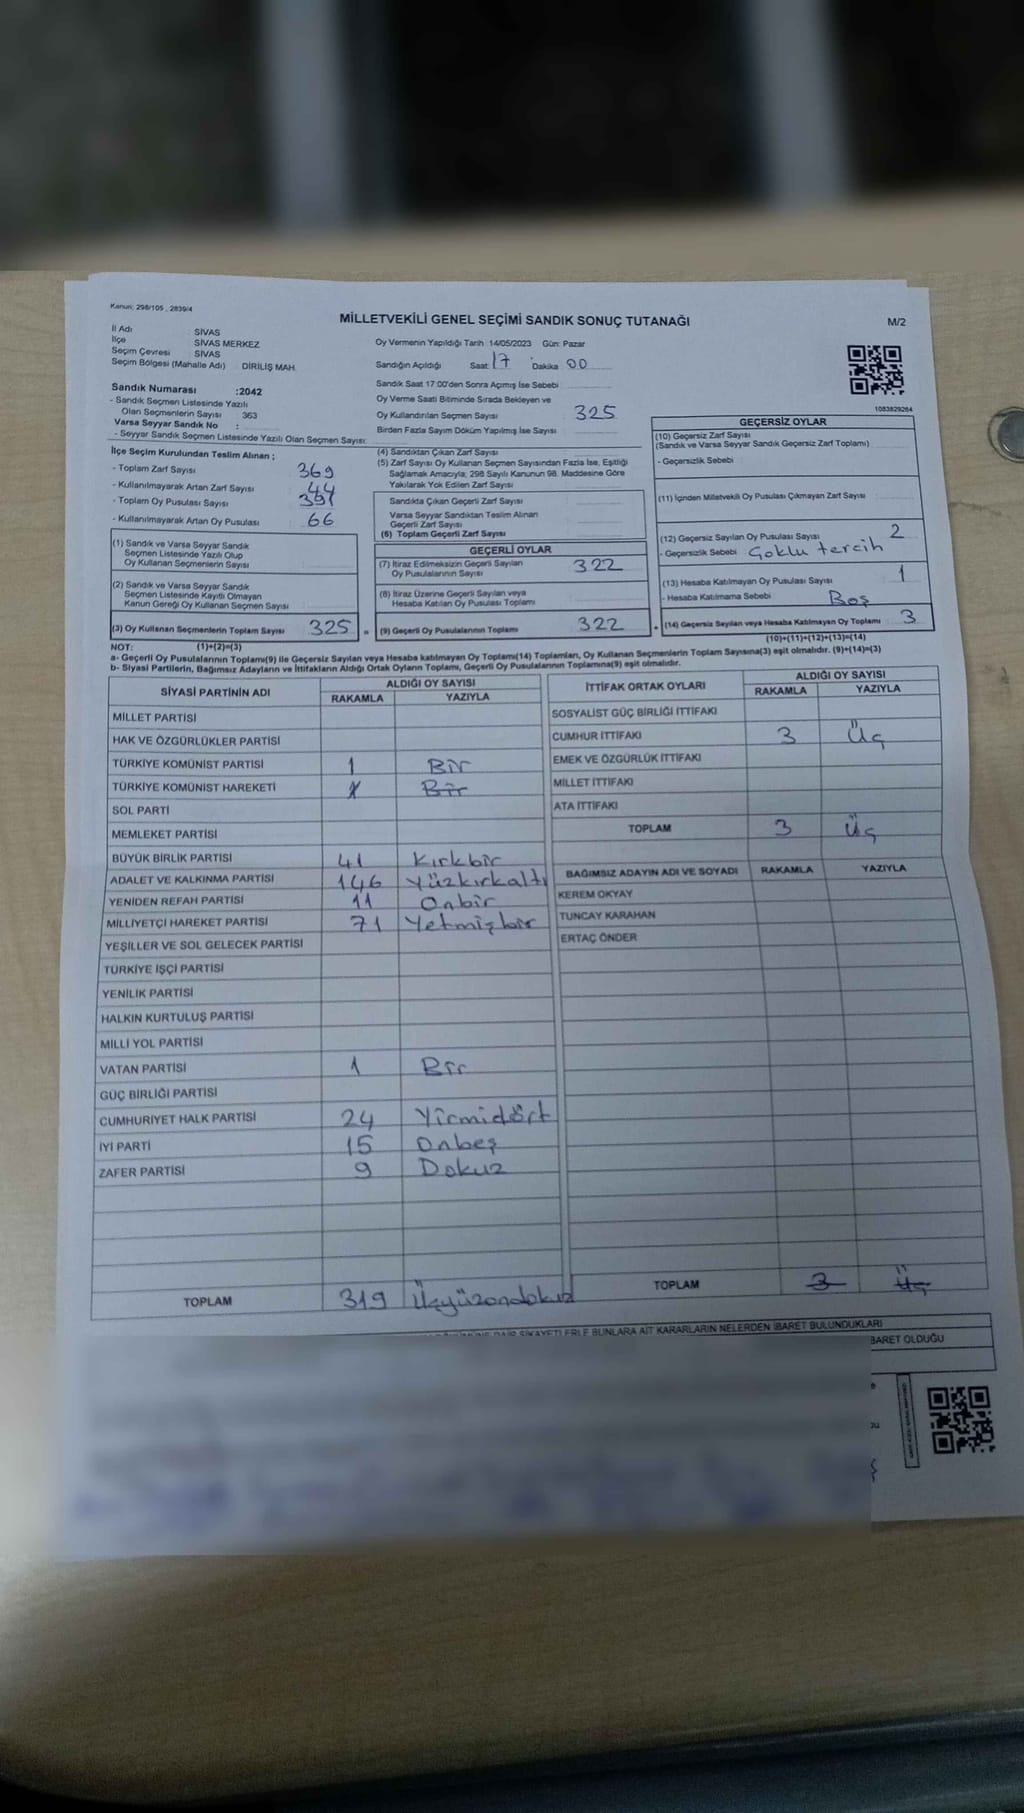 Kanun; 298/105 , 2839/4
MİLLETVEKİLİ GENEL SEÇİMİ SANDIK SONUÇ TUTANAĞI
M/2
İl Adı : SİVAS
İlçe : SİVAS MERKEZ
Seçim Çevresi : SİVAS
Seçim Bölgesi (Mahalle Adı) DİRİLİŞ MAH.
Sandık Numarası :2042
- Sandık Seçmen Listesinde Yazılı
Olan Seçmenlerin Sayısı 363
Varsa Seyyar Sandık No :
- Seyyar Sandık Seçmen Listesinde Yazılı Olan Seçmen Sayısı:
Oy Vermenin Yapıldığı Tarih :14/05/2023 Gün: Pazar
Sandığın Açıldığı Saat: 17 Dakika 00
Sandık Saat 17:00'den Sonra Açımış İse Sebebi
Oy Verme Saati Bitiminde Sırada Bekleyen ve
Oy Kullandırılan Seçmen Sayısı 325
Birden Fazla Sayım Döküm Yapılmış İse Sayısı
1083829264
İlçe Seçim Kurulundan Teslim Alınan ;
- Toplam Zarf Sayısı 369
- Kullanılmayarak Artan Zarf Sayısı 44
- Toplam Oy Pusulası Sayısı 391
- Kullanılmayarak Artan Oy Pusulası 66
(1) Sandık ve Varsa Seyyar Sandık
Seçmen Listesinde Yazılı Olup
Oy Kullanan Seçmenlerin Sayısı
(2) Sandık ve Varsa Seyyar Sandık
Seçmen Listesinde Kayıtlı Olmayan
Kanun Gereği Oy Kullanan Seçmen Sayısı
(3) Oy Kullanan Seçmenlerin Toplam Sayısı 325 =
(4) Sandıktan Çıkan Zarf Sayısı
(5) Zarf Sayısı Oy Kullanan Seçmen Sayısından Fazla İse, Eşitliği
Sağlamak Amacıyla; 298 Sayılı Kanunun 98. Maddesine Göre
Yakılarak Yok Edilen Zarf Sayısı
Sandıkta Çıkan Geçerli Zarf Sayısı
Varsa Seyyar Sandıktan Teslim Alınan
Geçerli Zarf Sayısı
(6) Toplam Geçerli Zarf Sayısı
GEÇERLİ OYLAR
(7) İtiraz Edilmeksizin Geçerli Sayılan
Oy Pusulalarının Sayısı 322
(8) İtiraz Üzerine Geçerli Sayılan veya
Hesaba Katılan Oy Pusulası Toplamı
(9) Geçerli Oy Pusulalarının Toplamı 322 +
GEÇERSİZ OYLAR
(10) Geçersiz Zarf Sayısı
(Sandık ve Varsa Seyyar Sandık Geçersiz Zarf Toplamı)
- Geçersizlik Sebebi
(11) İçinden Milletvekili Oy Pusulası Çıkmayan Zarf Sayısı
(12) Geçersiz Sayılan Oy Pusulası Sayısı 2
- Geçersizlik Sebebi Çoklu tercih
(13) Hesaba Katılmayan Oy Pusulası Sayısı 1
- Hesaba Katılmama Sebebi Boş
(14) Geçersiz Sayılan veya Hesaba Katılmayan Oy Toplamı 3
(10)+(11)+(12)+(13)=(14)
NOT: (1)+(2)=(3)
a- Geçerli Oy Pusulalarının Toplamı(9) ile Geçersiz Sayılan veya Hesaba katılmayan Oy Toplamı(14) Toplamları, Oy Kullanan Seçmenlerin Toplam Sayısına(3) eşit olmalıdır. (9)+(14)=(3)
b- Siyasi Partilerin, Bağımsız Adayların ve İttifakların Aldığı Ortak Oyların Toplamı, Geçerli Oy Pusulalarının Toplamına(9) eşit olmalıdır.
SİYASİ PARTİNİN ADI ALDIĞI OY SAYISI
RAKAMLA YAZIYLA
MİLLET PARTİSİ
HAK VE ÖZGÜRLÜKLER PARTİSİ
TÜRKİYE KOMÜNİST PARTİSİ 1 Bir
TÜRKİYE KOMÜNİST HAREKETİ 1 Bir
SOL PARTİ
MEMLEKET PARTİSİ
BÜYÜK BİRLİK PARTİSİ 41 Kırkbir
ADALET VE KALKINMA PARTİSİ 146 Yüzkırkaltı
YENİDEN REFAH PARTİSİ 11 Onbir
MİLLİYETÇİ HAREKET PARTİSİ 71 Yetmişbir
YEŞİLLER VE SOL GELECEK PARTİSİ
TÜRKİYE İŞÇİ PARTİSİ
YENİLİK PARTİSİ
HALKIN KURTULUŞ PARTİSİ
MİLLİ YOL PARTİSİ
VATAN PARTİSİ 1 Bir
GÜÇ BİRLİĞİ PARTİSİ
CUMHURİYET HALK PARTİSİ 24 Yirmidört
İYİ PARTİ 15 Onbeş
ZAFER PARTİSİ 9 Dokuz
TOPLAM 319 Üçyüzondokuz
İTTİFAK ORTAK OYLARI ALDIĞI OY SAYISI
RAKAMLA YAZIYLA
SOSYALİST GÜÇ BİRLİĞİ İTTİFAKI
CUMHUR İTTİFAKI 3 Üç
EMEK VE ÖZGÜRLÜK İTTİFAKI
MİLLET İTTİFAKI
ATA İTTİFAKI
TOPLAM 3 Üç
BAĞIMSIZ ADAYIN ADI VE SOYADI RAKAMLA YAZIYLA
KEREM OKYAY
TUNCAY KARAHAN
ERTAÇ ÖNDER
TOPLAM 3 Üç
ŞİKAYETLERLE BUNLARA AİT KARARLARIN NELERDEN İBARET BULUNDUKLARI
İBARET OLDUĞU